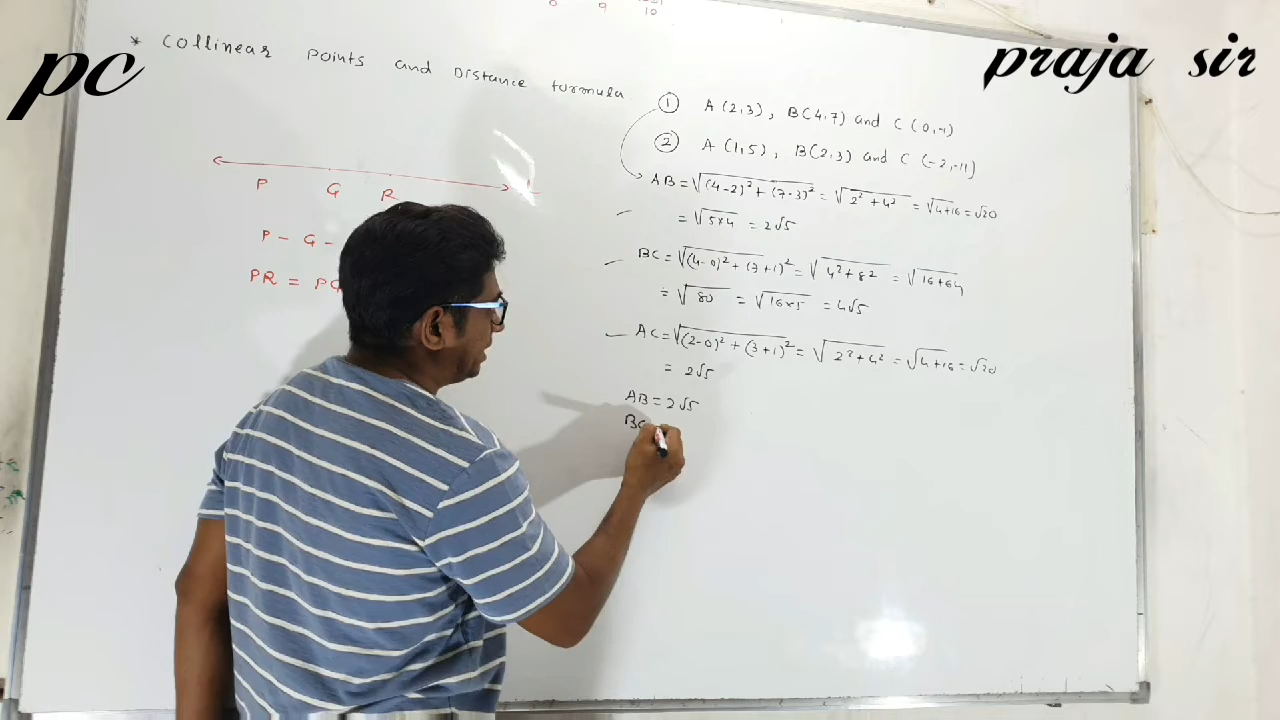 pc
praja sir
8 9 10
* Collinear points and Distance formula
P Q R
P - Q -
PR = PQ
① A (2,3), B(4,7) and C (0,-1)
② A (1,5), B(2,3) and C (-2,-11)
AB = √(4-2)² + (7-3)² = √2² + 4² = √4+16 = √20
= √5×4 = 2√5
BC = √(4-0)² + (7+1)² = √4² + 8² = √16+64
= √80 = √16×5 = 4√5
AC = √(2-0)² + (3+1)² = √2² + 4² = √4+16 = √20
= 2√5
AB = 2√5
BC